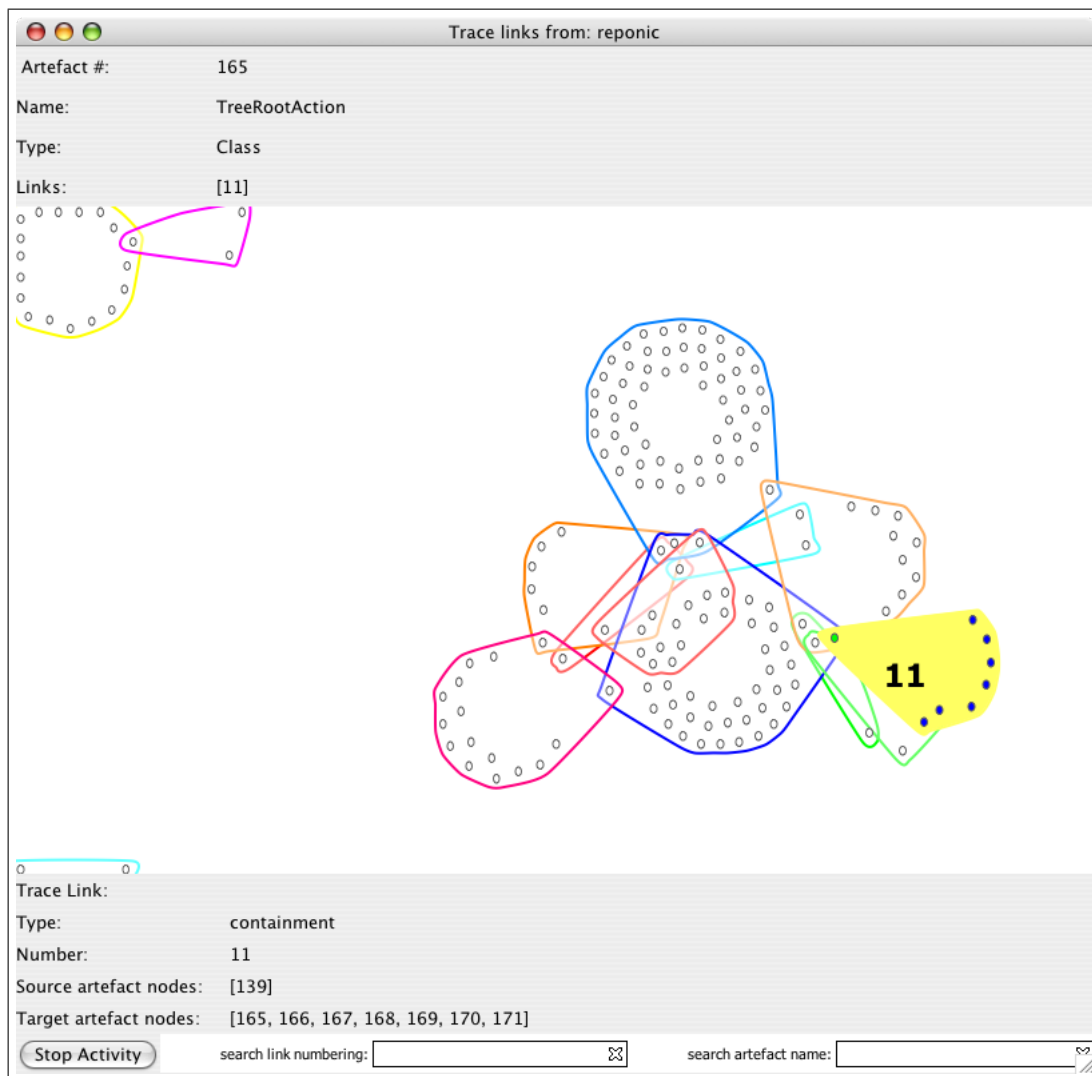 Trace links from: reponic
Artefact #: 165
Name: TreeRootAction
Type: Class
Links: [11]
11
Trace Link:
Type: containment
Number: 11
Source artefact nodes: [139]
Target artefact nodes: [165, 166, 167, 168, 169, 170, 171]
Stop Activity search link numbering: search artefact name: